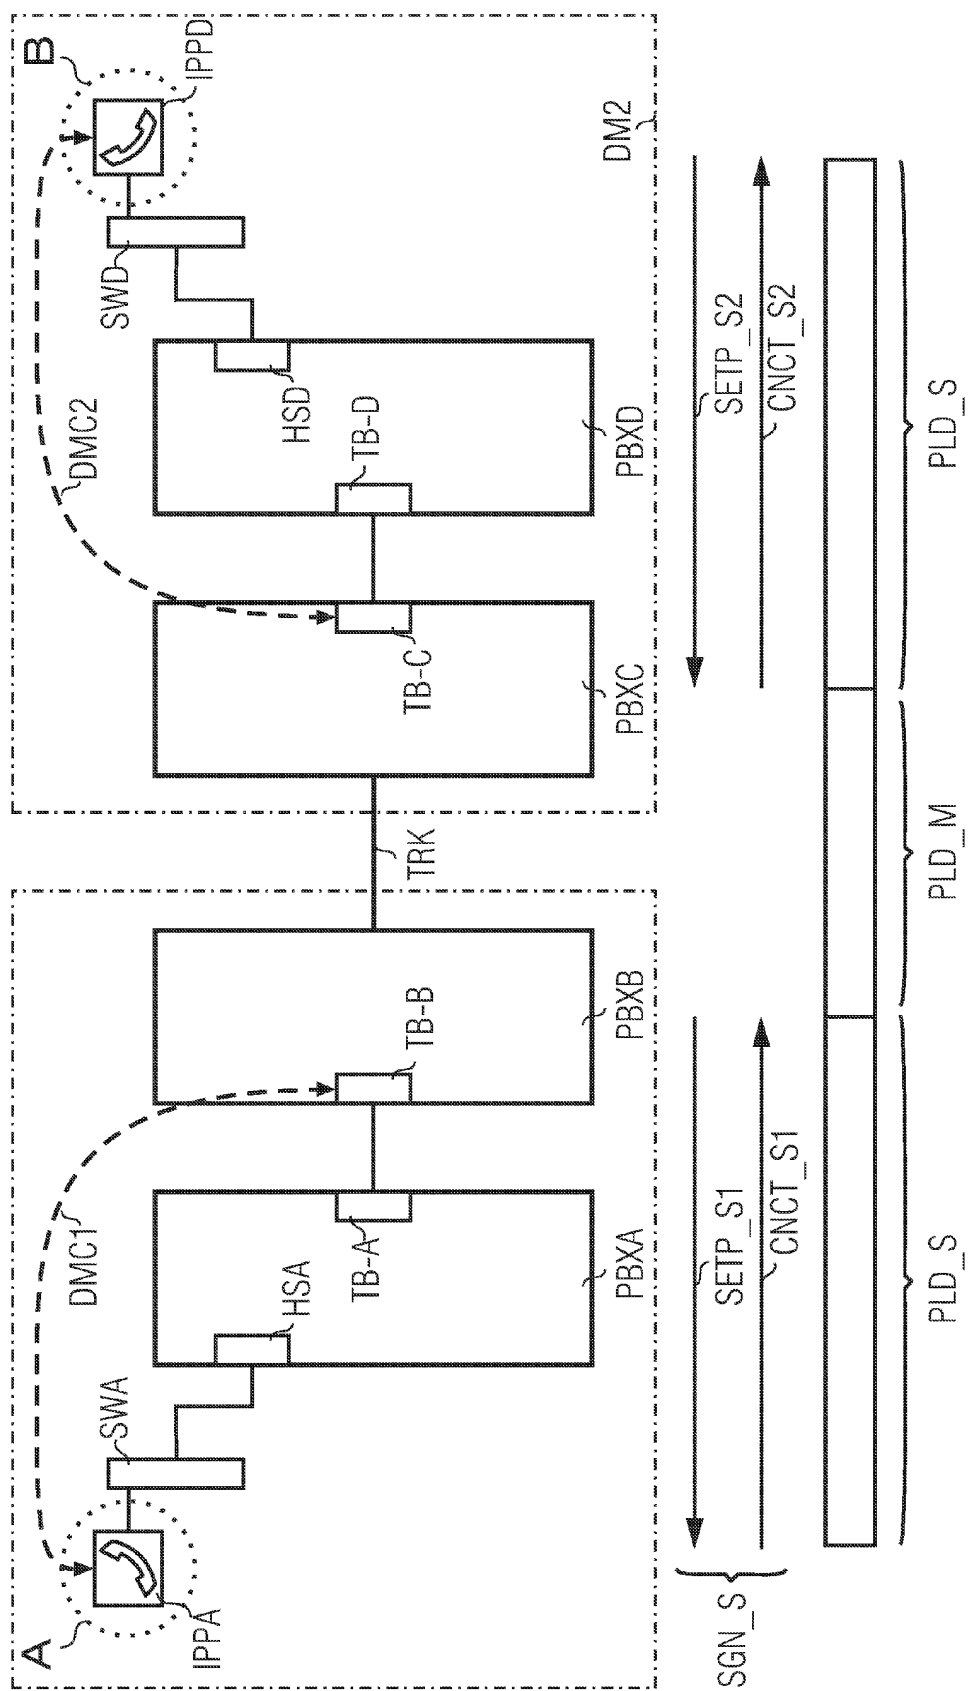 A
IPPA
SWA
DMC1
HSA
TB-A
PBXA
TB-B
PBXB
TRK
PBXC
TB-C
DMC2
TB-D
PBXD
HSD
SWD
IPPD
B
DM2
SGN_S
SETP_S1
CNCT_S1
SETP_S2
CNCT_S2
PLD_S
PLD_M
PLD_S